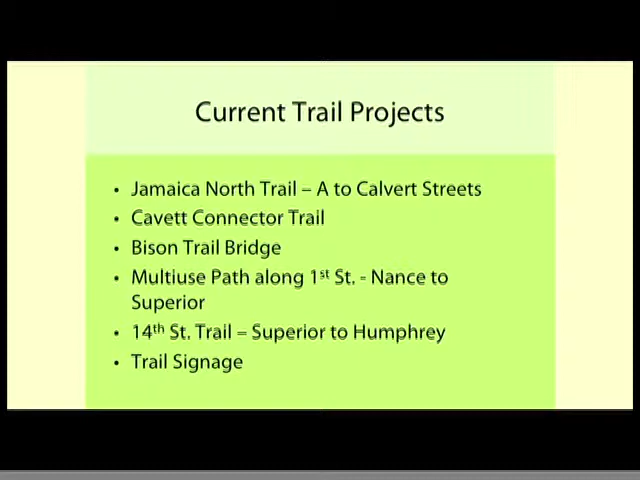 Current Trail Projects
• Jamaica North Trail – A to Calvert Streets
• Cavett Connector Trail
• Bison Trail Bridge
• Multiuse Path along 1st St. - Nance to
Superior
• 14th St. Trail – Superior to Humphrey
• Trail Signage